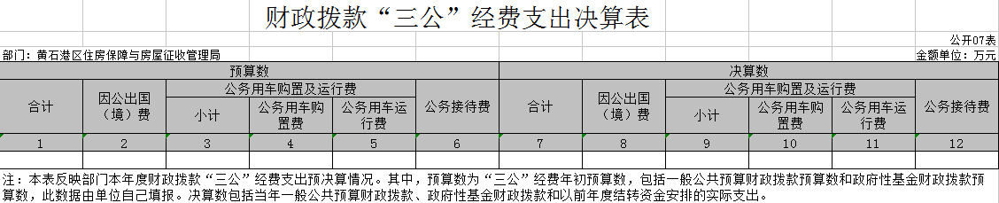 财政拨款“三公”经费支出决算表
公开07表
部门：黄石港区住房保障与房屋征收管理局 金额单位：万元
预算数 决算数
合计 因公出国（境）费 公务用车购置及运行费 公务接待费 合计 因公出国（境）费 公务用车购置及运行费 公务接待费
小计 公务用车购置费 公务用车运行费 小计 公务用车购置费 公务用车运行费
1 2 3 4 5 6 7 8 9 10 11 12
注：本表反映部门本年度财政拨款“三公”经费支出预决算情况。其中，预算数为“三公”经费年初预算数，包括一般公共预算财政拨款预算数和政府性基金财政拨款预
算数，此数据由单位自己填报。决算数包括当年一般公共预算财政拨款、政府性基金财政拨款和以前年度结转资金安排的实际支出。